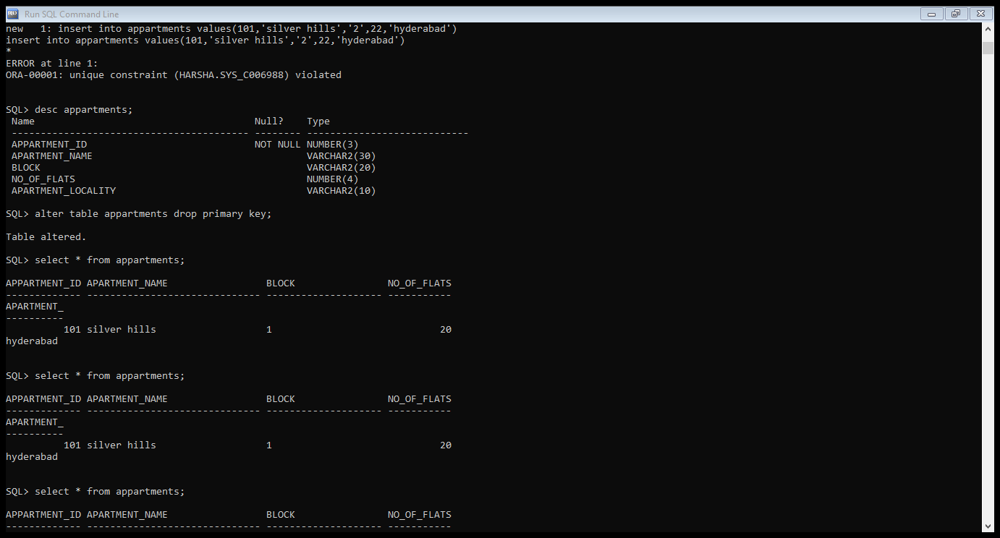 SQL> Run SQL Command Line
new   1: insert into appartments values(101,'silver hills','2',22,'hyderabad')
insert into appartments values(101,'silver hills','2',22,'hyderabad')
*
ERROR at line 1:
ORA-00001: unique constraint (HARSHA.SYS_C006988) violated
SQL> desc appartments;
 Name                                      Null?    Type
 ----------------------------------------- -------- ----------------------------
 APPARTMENT_ID                             NOT NULL NUMBER(3)
 APARTMENT_NAME                                     VARCHAR2(30)
 BLOCK                                              VARCHAR2(20)
 NO_OF_FLATS                                        NUMBER(4)
 APARTMENT_LOCALITY                                 VARCHAR2(10)
SQL> alter table appartments drop primary key;
Table altered.
SQL> select * from appartments;
APPARTMENT_ID APARTMENT_NAME                 BLOCK                NO_OF_FLATS
------------- ------------------------------ -------------------- -----------
APARTMENT_
----------
          101 silver hills                   1                             20
hyderabad
SQL> select * from appartments;
APPARTMENT_ID APARTMENT_NAME                 BLOCK                NO_OF_FLATS
------------- ------------------------------ -------------------- -----------
APARTMENT_
----------
          101 silver hills                   1                             20
hyderabad
SQL> select * from appartments;
APPARTMENT_ID APARTMENT_NAME                 BLOCK                NO_OF_FLATS
------------- ------------------------------ -------------------- -----------